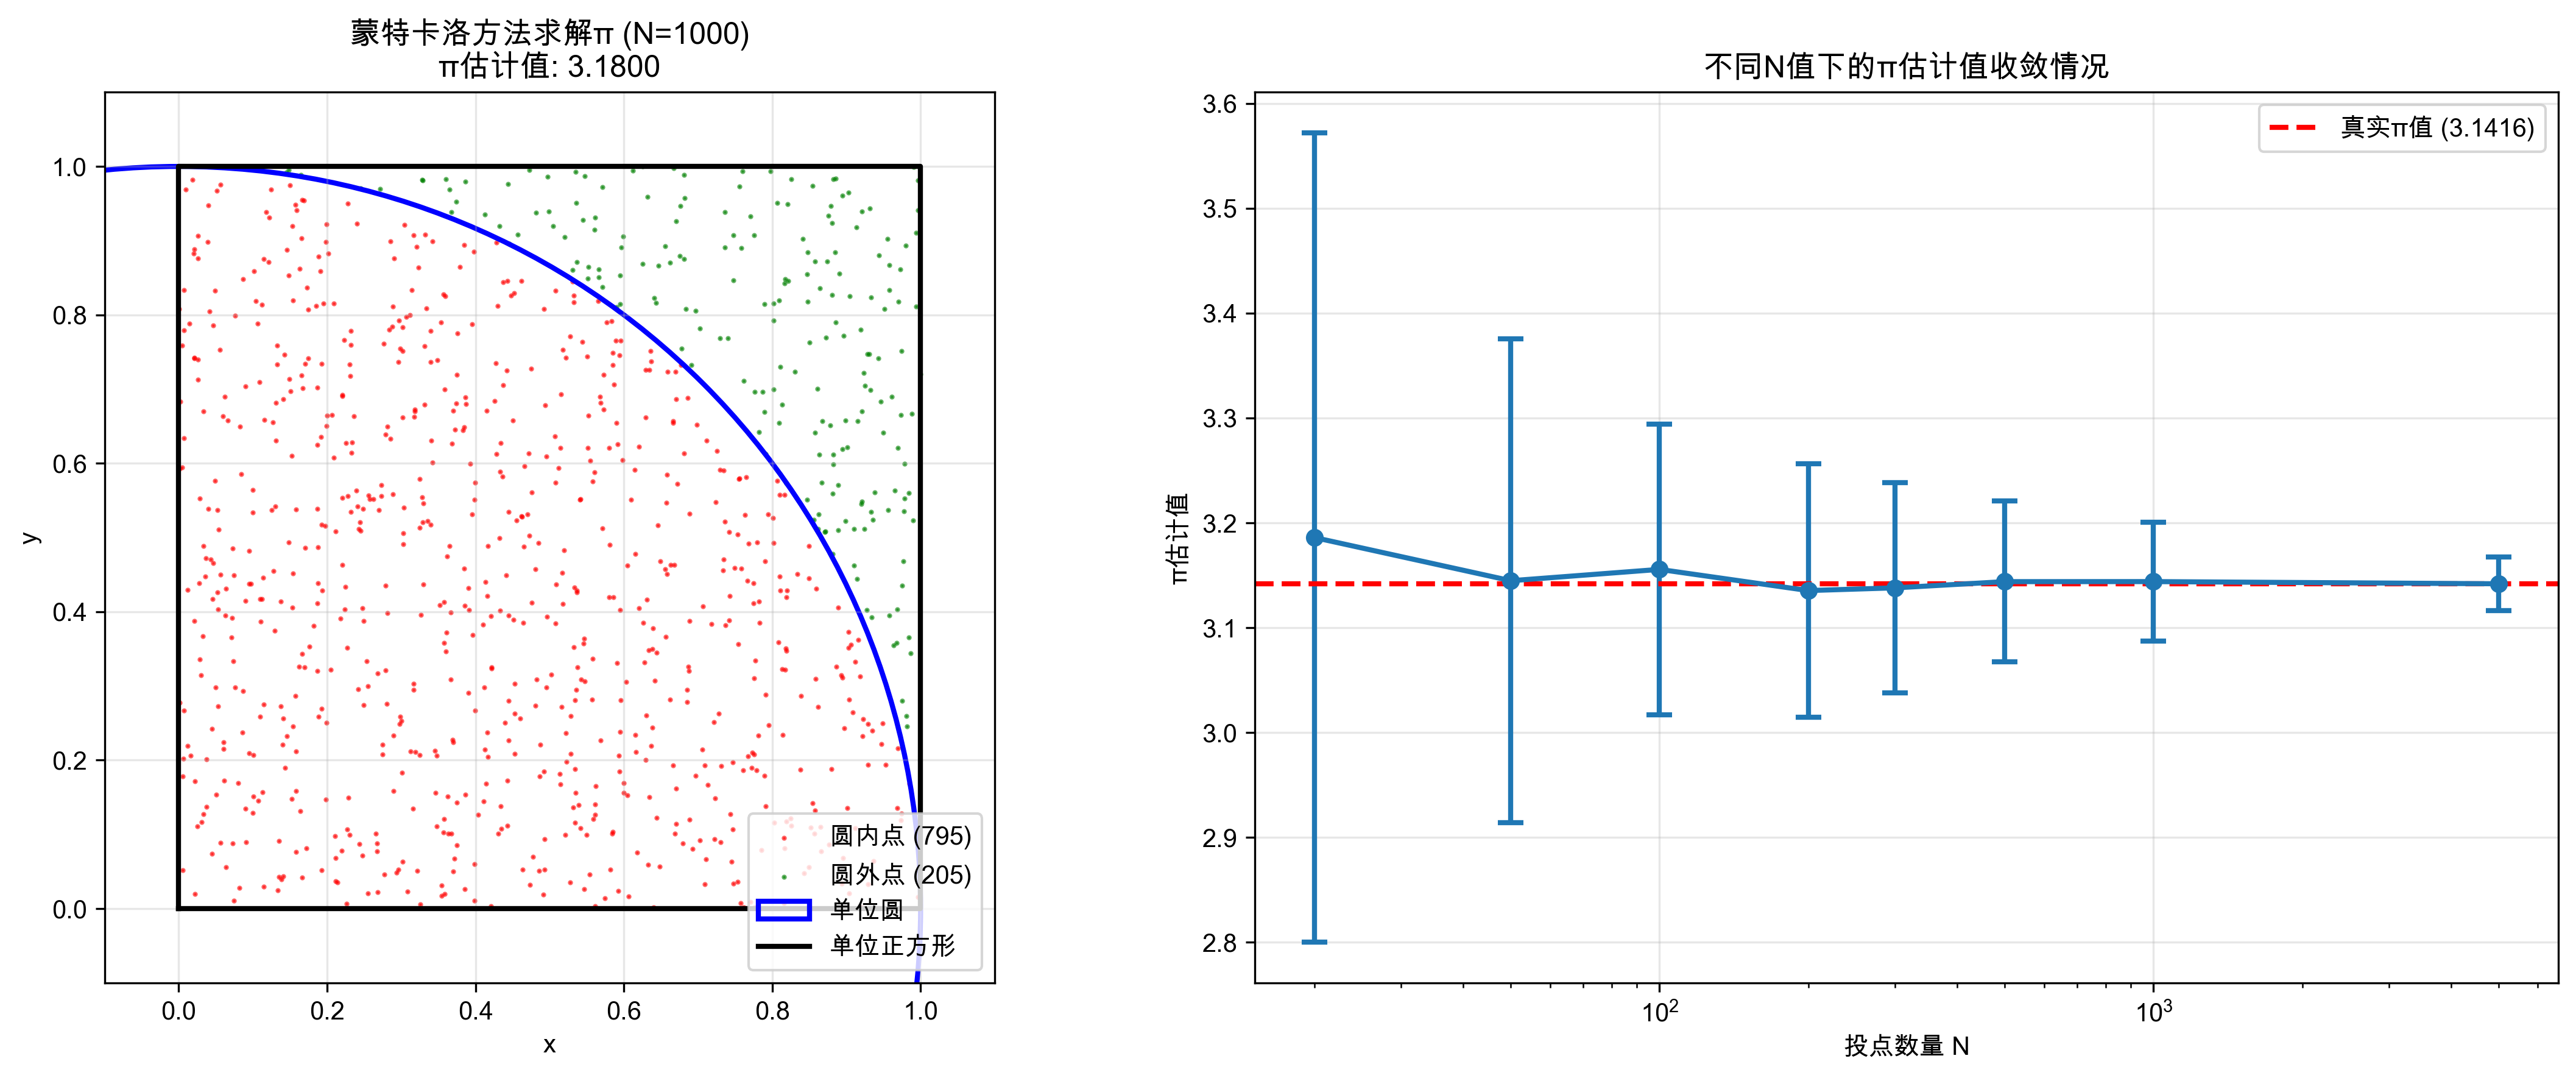 蒙特卡洛方法求解π (N=1000)
π估计值: 3.1800
1.0
0.8
0.6
0.4
0.2
0.0
y
0.0
0.2
0.4
0.6
0.8
1.0
x
圆内点 (795)
圆外点 (205)
单位圆
单位正方形
不同N值下的π估计值收敛情况
3.6
3.5
3.4
3.3
3.2
3.1
3.0
2.9
2.8
π估计值
真实π值 (3.1416)
10²
10³
投点数量 N